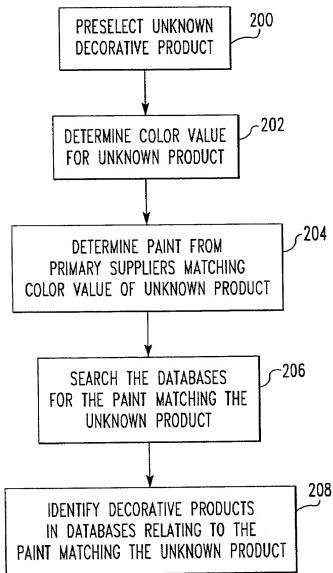 PRESELECT UNKNOWN
DECORATIVE PRODUCT
200
DETERMINE COLOR VALUE
FOR UNKNOWN PRODUCT
202
DETERMINE PAINT FROM
PRIMARY SUPPLIERS MATCHING
COLOR VALUE OF UNKNOWN PRODUCT
204
SEARCH THE DATABASES
FOR THE PAINT MATCHING THE
UNKNOWN PRODUCT
206
IDENTIFY DECORATIVE PRODUCTS
IN DATABASES RELATING TO THE
PAINT MATCHING THE UNKNOWN PRODUCT
208